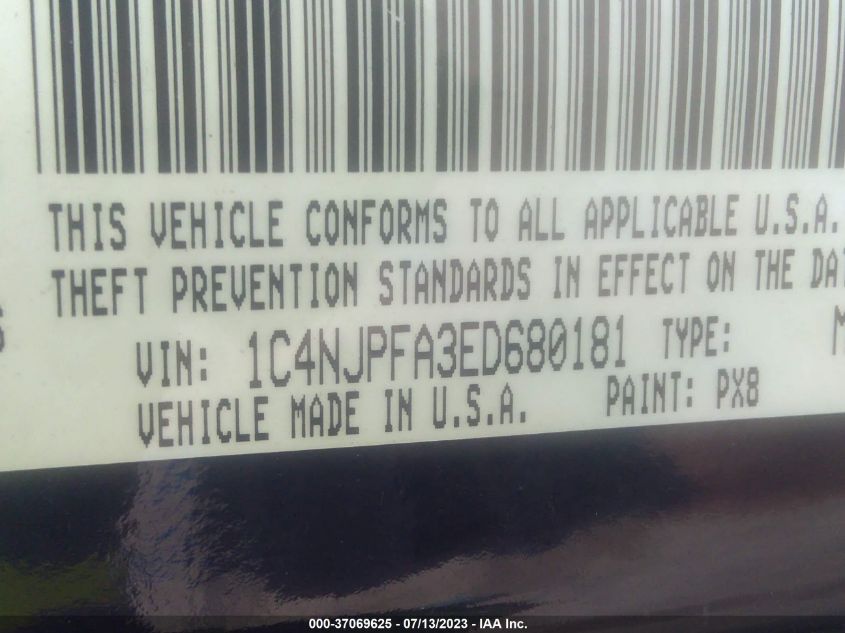 THIS VEHICLE CONFORMS TO ALL APPLICABLE U.S.A.
THEFT PREVENTION STANDARDS IN EFFECT ON THE
VIN: 1C4NJPFA3ED680181 TYPE:
VEHICLE MADE IN U.S.A. PAINT: PX8
000-37069625 - 07/13/2023 - IAA Inc.